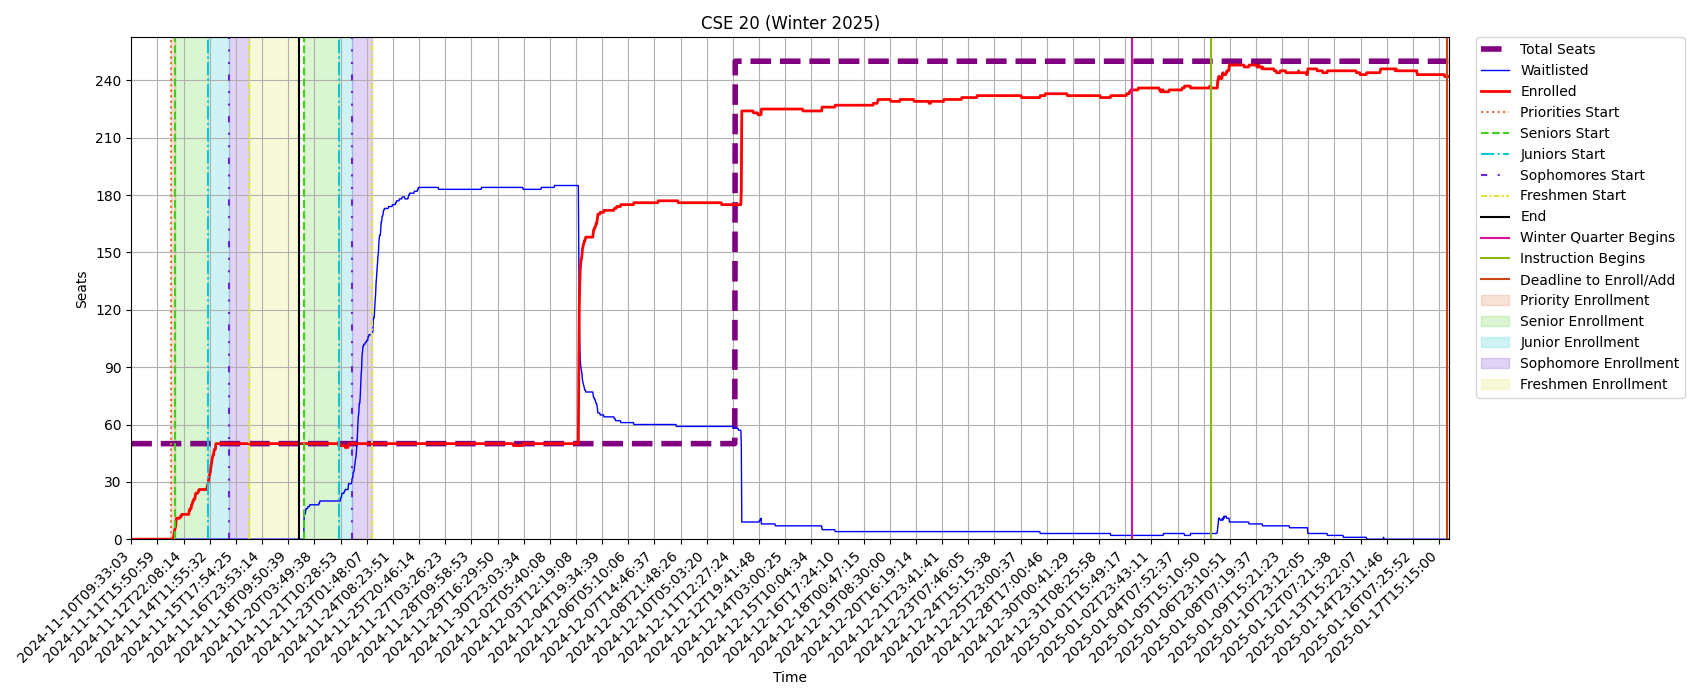 CSE 20 (Winter 2025)
Seats
240
210
180
150
120
90
60
30
0
2024-11-10T09:33:03
2024-11-11T15:50:59
2024-11-12T22:08:14
2024-11-14T11:55:32
2024-11-15T17:54:25
2024-11-16T23:53:14
2024-11-18T09:50:39
2024-11-20T03:49:38
2024-11-21T10:28:53
2024-11-23T01:48:07
2024-11-24T08:23:51
2024-11-25T20:46:14
2024-11-27T03:26:23
2024-11-28T09:58:53
2024-11-29T16:29:50
2024-11-30T23:03:34
2024-12-02T05:40:08
2024-12-03T12:19:08
2024-12-04T19:34:39
2024-12-06T05:10:06
2024-12-07T14:46:37
2024-12-08T21:48:26
2024-12-10T05:03:20
2024-12-11T12:27:24
2024-12-12T19:41:48
2024-12-14T03:00:25
2024-12-15T10:04:34
2024-12-16T17:24:10
2024-12-18T00:47:15
2024-12-19T08:30:00
2024-12-20T16:19:14
2024-12-21T23:41:41
2024-12-23T07:46:05
2024-12-24T15:15:38
2024-12-25T23:00:37
2024-12-28T17:00:46
2024-12-30T00:41:29
2024-12-31T08:25:58
2025-01-01T15:49:17
2025-01-02T23:43:11
2025-01-04T07:52:37
2025-01-05T15:10:50
2025-01-06T23:10:51
2025-01-08T07:19:37
2025-01-09T15:21:23
2025-01-10T23:12:05
2025-01-12T07:21:38
2025-01-13T15:22:07
2025-01-14T23:11:46
2025-01-16T07:25:52
2025-01-17T15:15:00
Time
Total Seats
Waitlisted
Enrolled
Priorities Start
Seniors Start
Juniors Start
Sophomores Start
Freshmen Start
End
Winter Quarter Begins
Instruction Begins
Deadline to Enroll/Add
Priority Enrollment
Senior Enrollment
Junior Enrollment
Sophomore Enrollment
Freshmen Enrollment